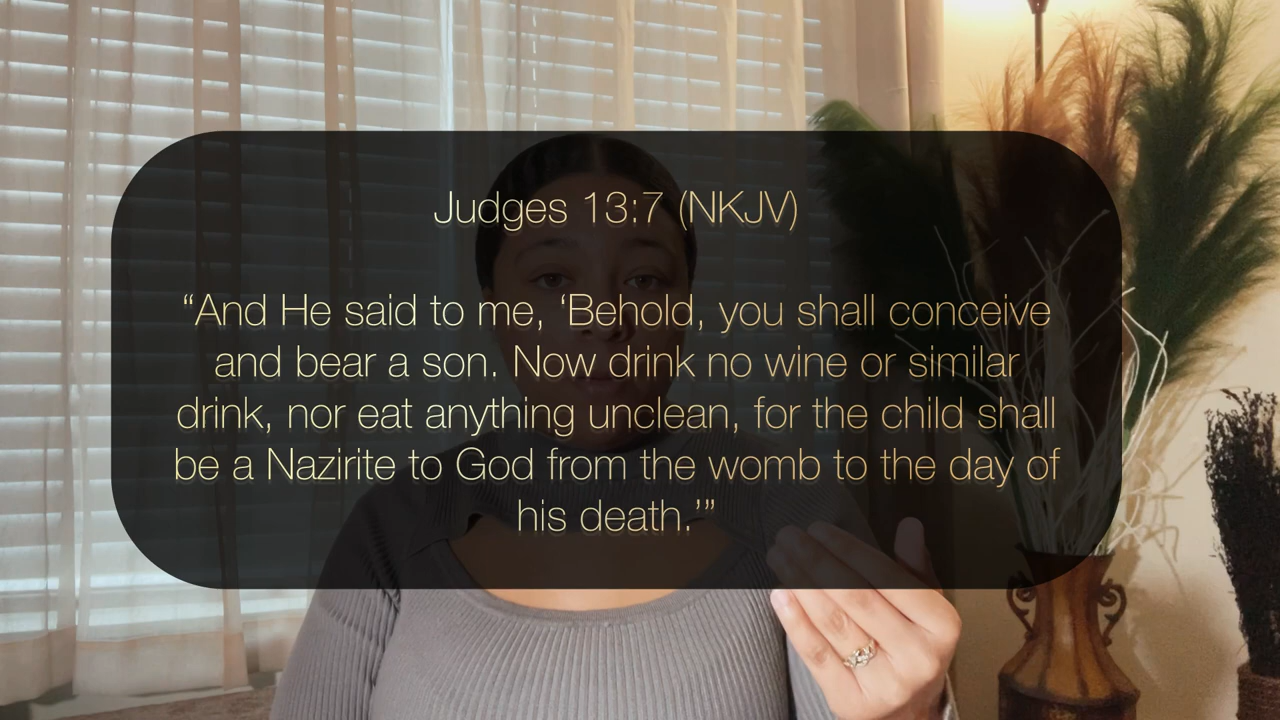 Judges 13:7 (NKJV)
“And He said to me, ‘Behold, you shall conceive
and bear a son. Now drink no wine or similar
drink, nor eat anything unclean, for the child shall
be a Nazirite to God from the womb to the day of
his death.’”